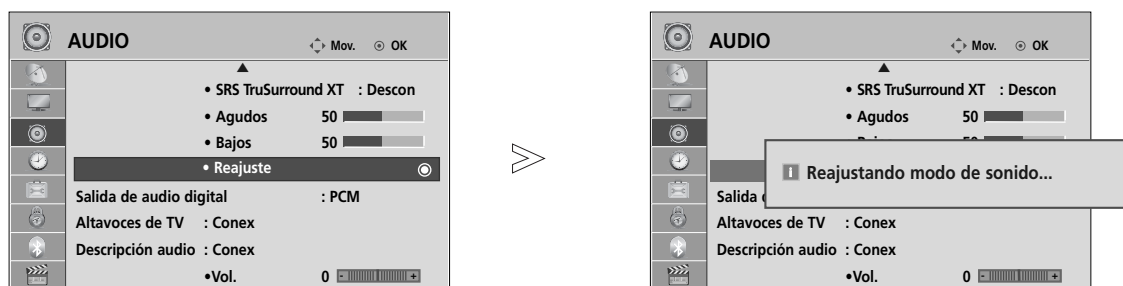 AUDIO
Mov. OK
• SRS TruSurround XT : Descon
• Agudos 50
• Bajos 50
• Reajuste
Salida de audio digital : PCM
Altavoces de TV : Conex
Descripción audio : Conex
•Vol. 0 - +
AUDIO
Mov. OK
• SRS TruSurround XT : Descon
• Agudos 50
i Reajustando modo de sonido...
Salida
Altavoces de TV : Conex
Descripción audio : Conex
•Vol. 0 - +